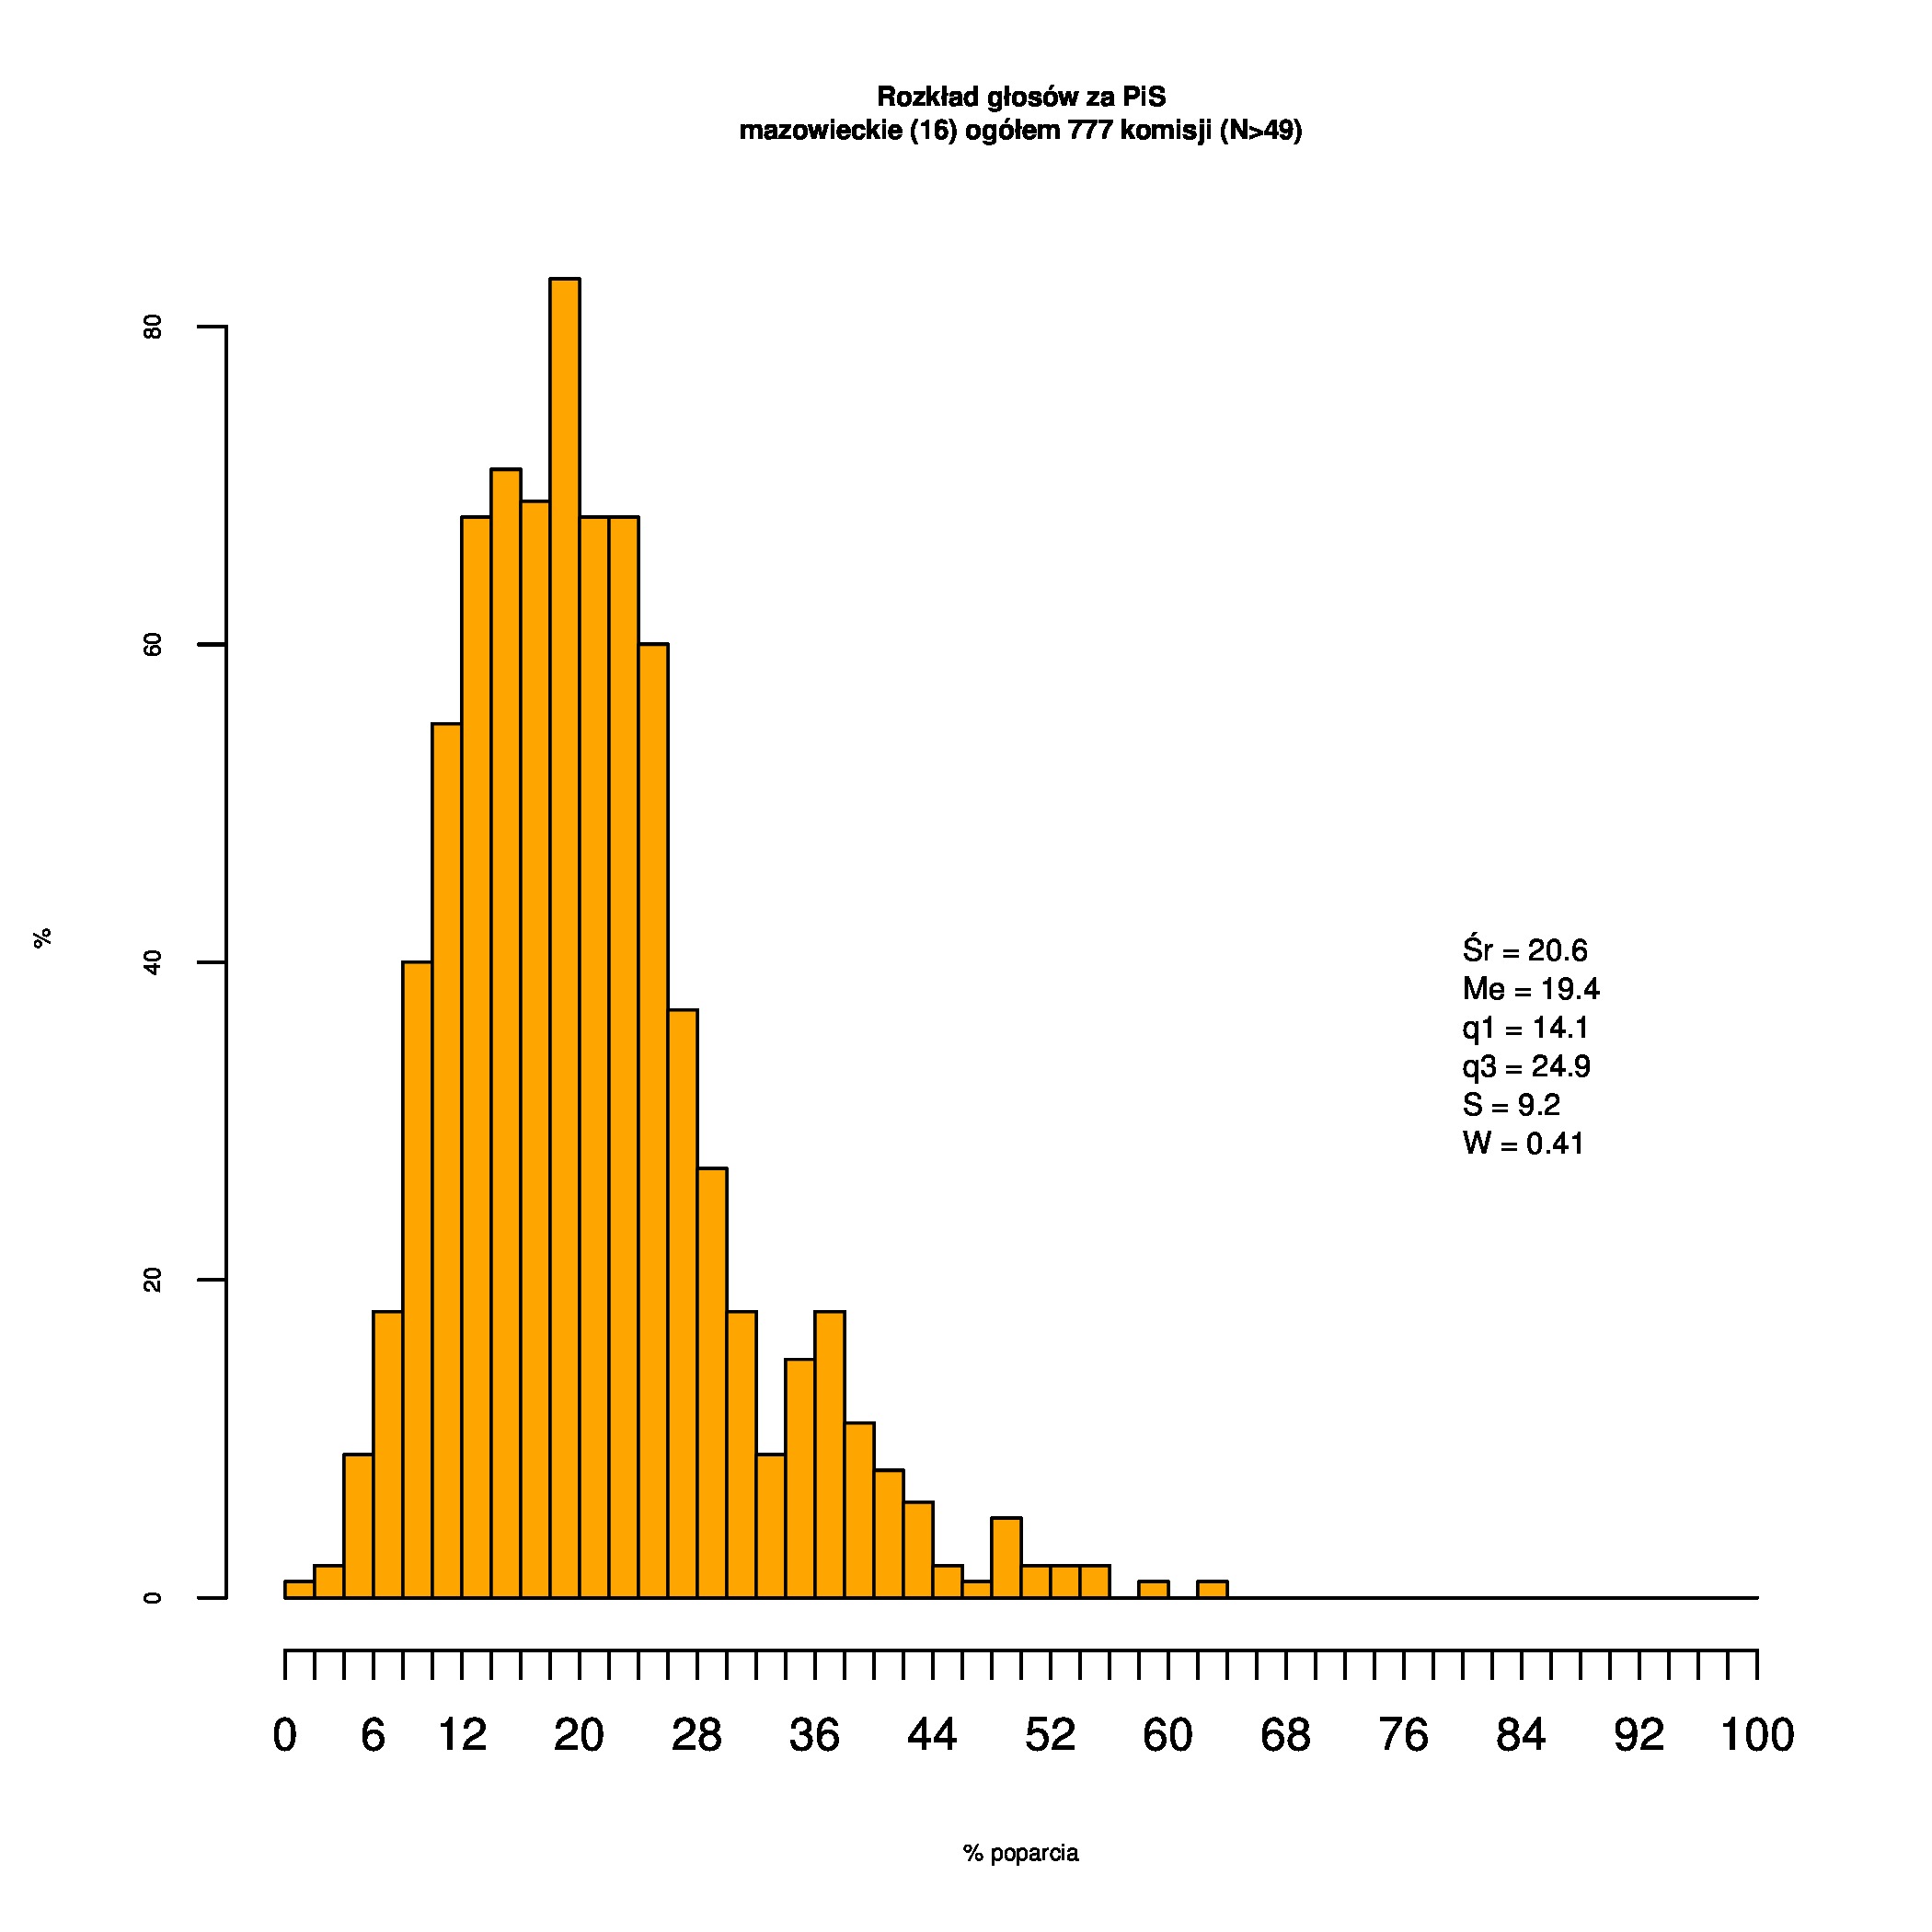 Rozkład głosów za PiS
mazowieckie (16) ogółem 777 komisji (N>49)
%
80
60
40
20
0
Śr = 20.6
Me = 19.4
q1 = 14.1
q3 = 24.9
S = 9.2
W = 0.41
0 6 12 20 28 36 44 52 60 68 76 84 92 100
% poparcia